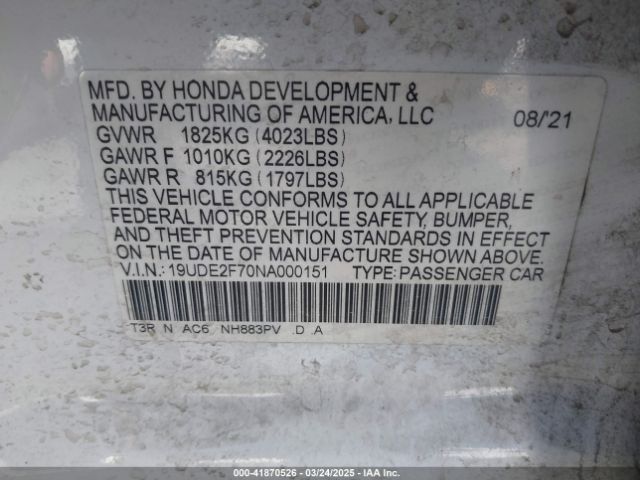 MFD. BY HONDA DEVELOPMENT &
MANUFACTURING OF AMERICA, LLC 08/'21
GVWR 1825KG (4023LBS)
GAWR F 1010KG (2226LBS)
GAWR R 815KG (1797LBS)
THIS VEHICLE CONFORMS TO ALL APPLICABLE
FEDERAL MOTOR VEHICLE SAFETY, BUMPER,
AND THEFT PREVENTION STANDARDS IN EFFECT
ON THE DATE OF MANUFACTURE SHOWN ABOVE.
V.I.N.: 19UDE2F70NA000151 TYPE: PASSENGER CAR
T3R N AC6 NH883PV .D .A
000-41870526 — 03/24/2025 — IAA Inc.